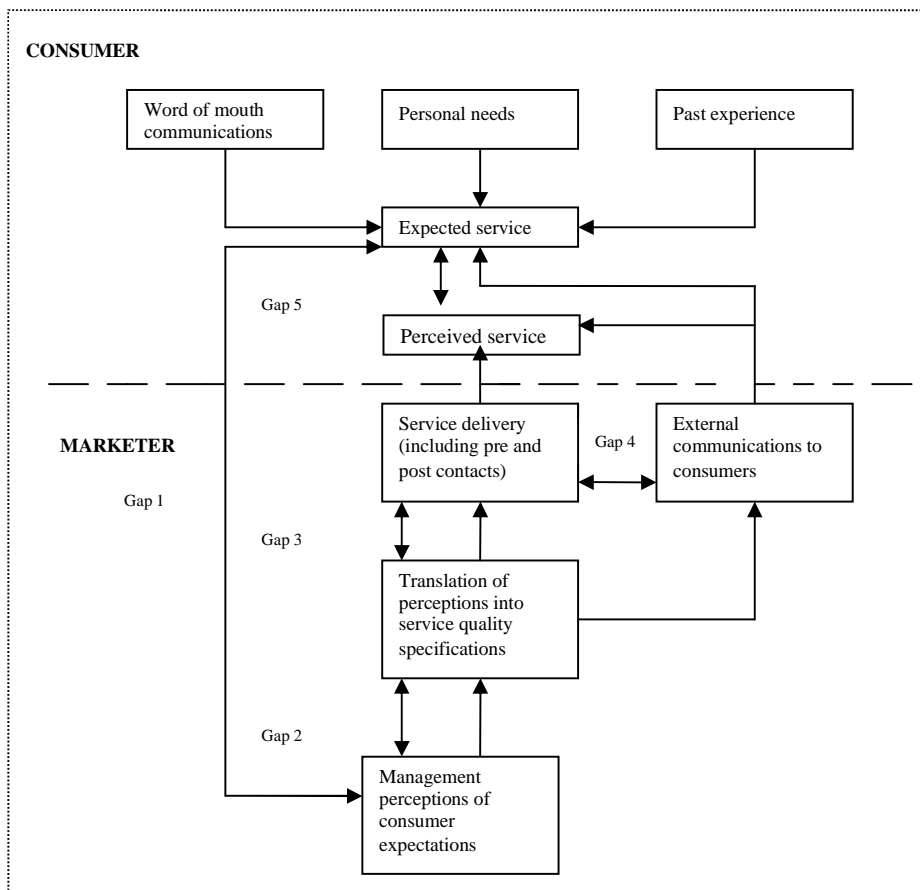 CONSUMER
Word of mouth
communications
Personal needs
Past experience
Expected service
Gap 5
Perceived service
MARKETER
Service delivery
(including pre and
post contacts)
Gap 4
External
communications to
consumers
Gap 1
Gap 3
Translation of
perceptions into
service quality
specifications
Gap 2
Management
perceptions of
consumer
expectations